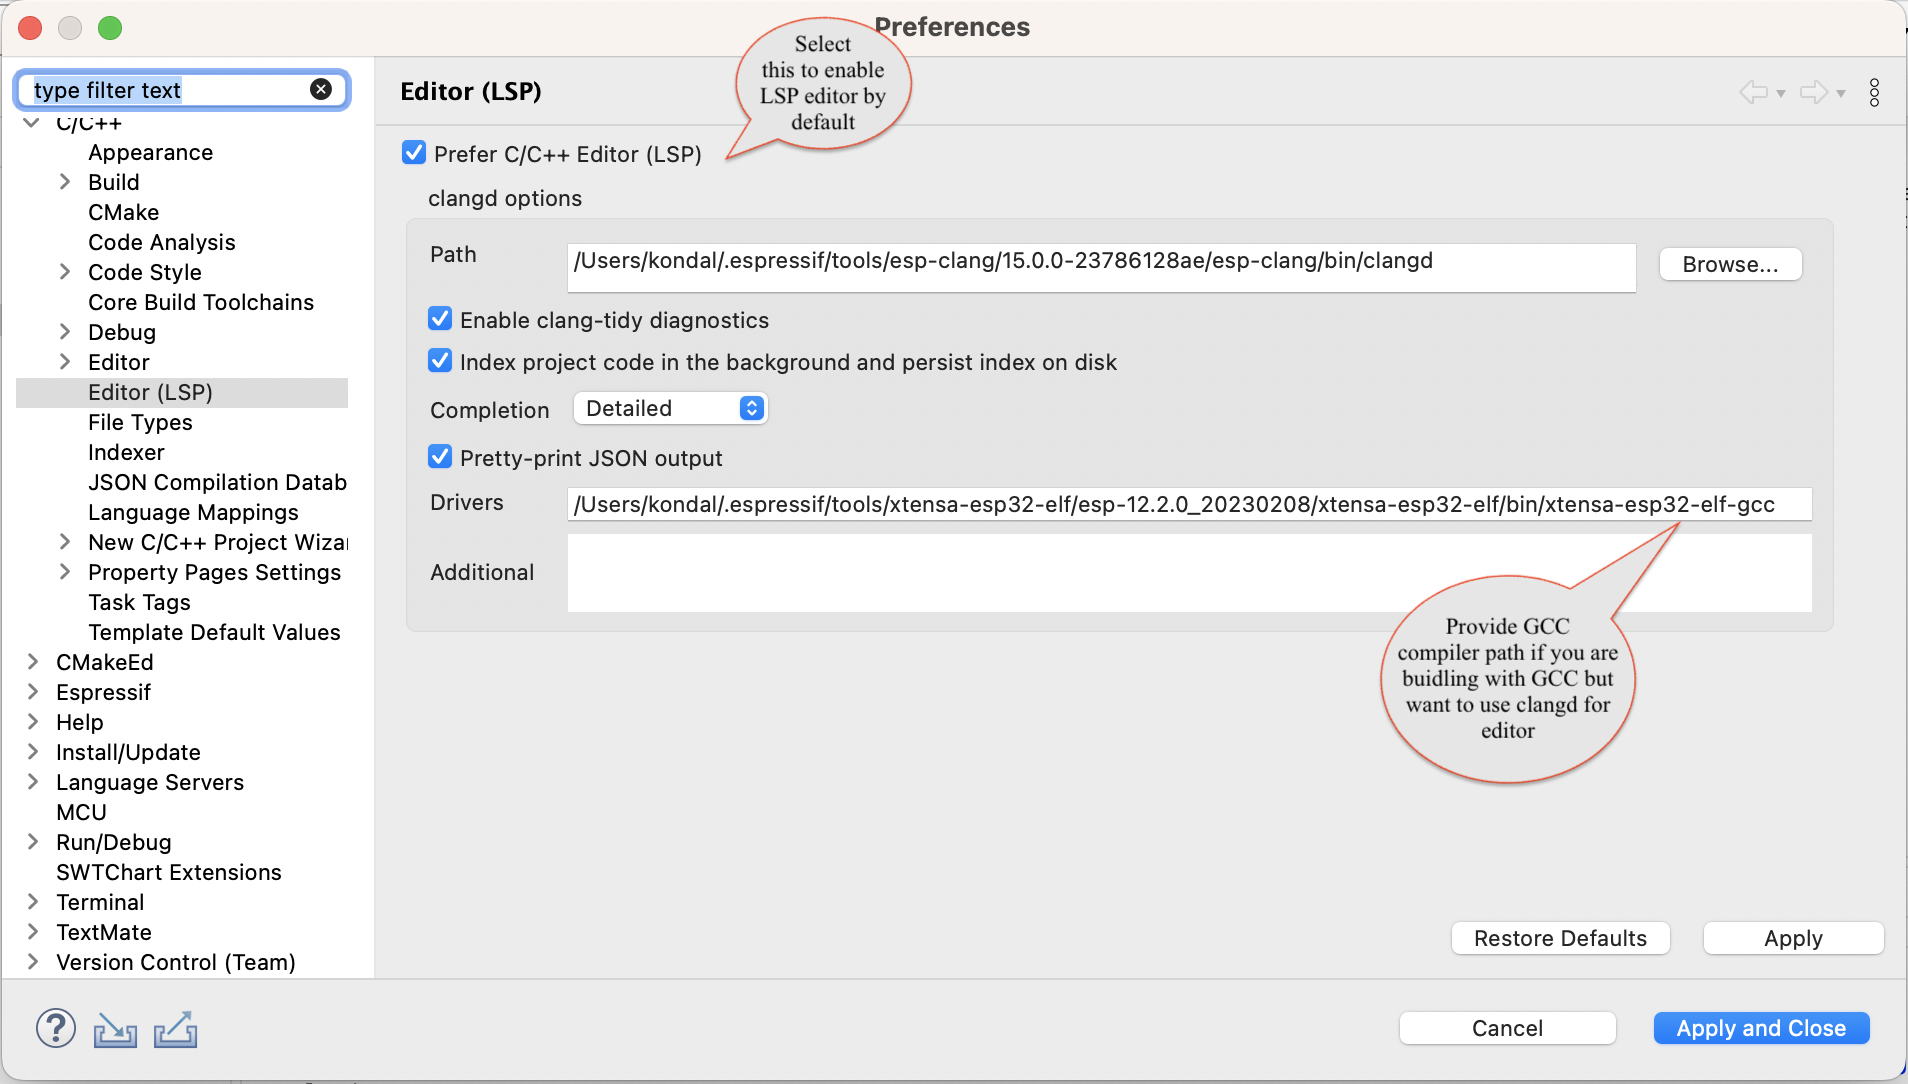 Preferences
type filter text
C/C++
Appearance
Build
CMake
Code Analysis
Code Style
Core Build Toolchains
Debug
Editor
Editor (LSP)
File Types
Indexer
JSON Compilation Datab
Language Mappings
New C/C++ Project Wizar
Property Pages Settings
Task Tags
Template Default Values
CMakeEd
Espressif
Help
Install/Update
Language Servers
MCU
Run/Debug
SWTChart Extensions
Terminal
TextMate
Version Control (Team)
Editor (LSP)
Select
this to enable
LSP editor by
default
Prefer C/C++ Editor (LSP)
clangd options
Path
/Users/kondal/.espressif/tools/esp-clang/15.0.0-23786128ae/esp-clang/bin/clangd
Browse...
Enable clang-tidy diagnostics
Index project code in the background and persist index on disk
Completion
Detailed
Pretty-print JSON output
Drivers
/Users/kondal/.espressif/tools/xtensa-esp32-elf/esp-12.2.0_20230208/xtensa-esp32-elf/bin/xtensa-esp32-elf-gcc
Additional
Provide GCC
compiler path if you are
buidling with GCC but
want to use clangd for
editor
Restore Defaults
Apply
Cancel
Apply and Close